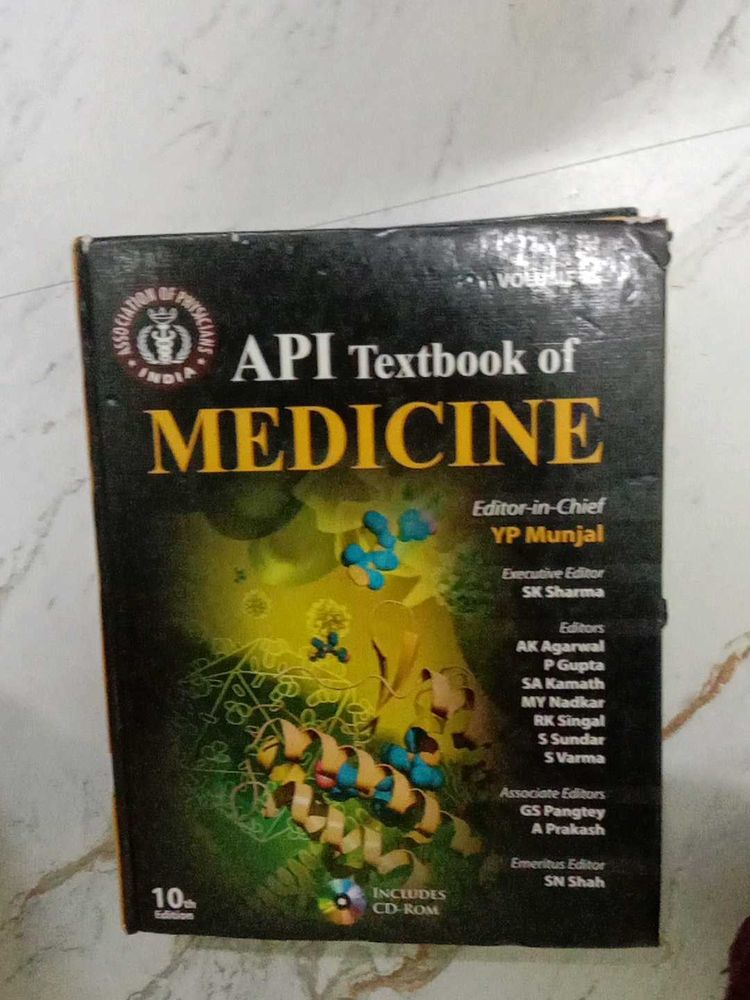 VOLUME
ASSOCIATION OF PHYSICIANS
INDIA
API Textbook of
MEDICINE
Editor-in-Chief
YP Munjal
Executive Editor
SK Sharma
Editors
AK Agarwal
P Gupta
SA Kamath
MY Nadkar
RK Singal
S Sundar
S Varma
Associate Editors
GS Pangtey
A Prakash
Emeritus Editor
SN Shah
10th
Edition
INCLUDES
CD-ROM